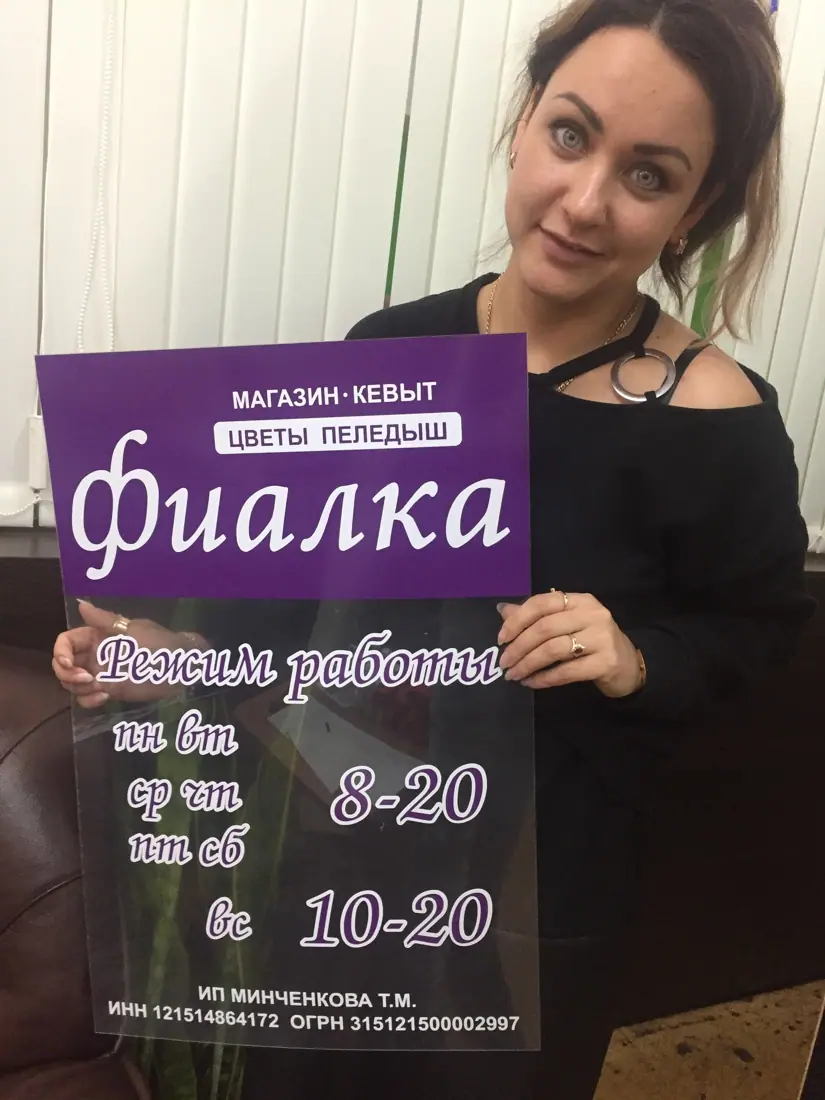 МАГАЗИН · КЕВЫТ
ЦВЕТЫ ПЕЛЕДЫШ
Фиалка
Режим работы
пн вт
ср чт
8-20
пт сб
вс 10-20
ИП МИНЧЕНКОВА Т.М.
ИНН 121514864172 ОГРН 315121500002997